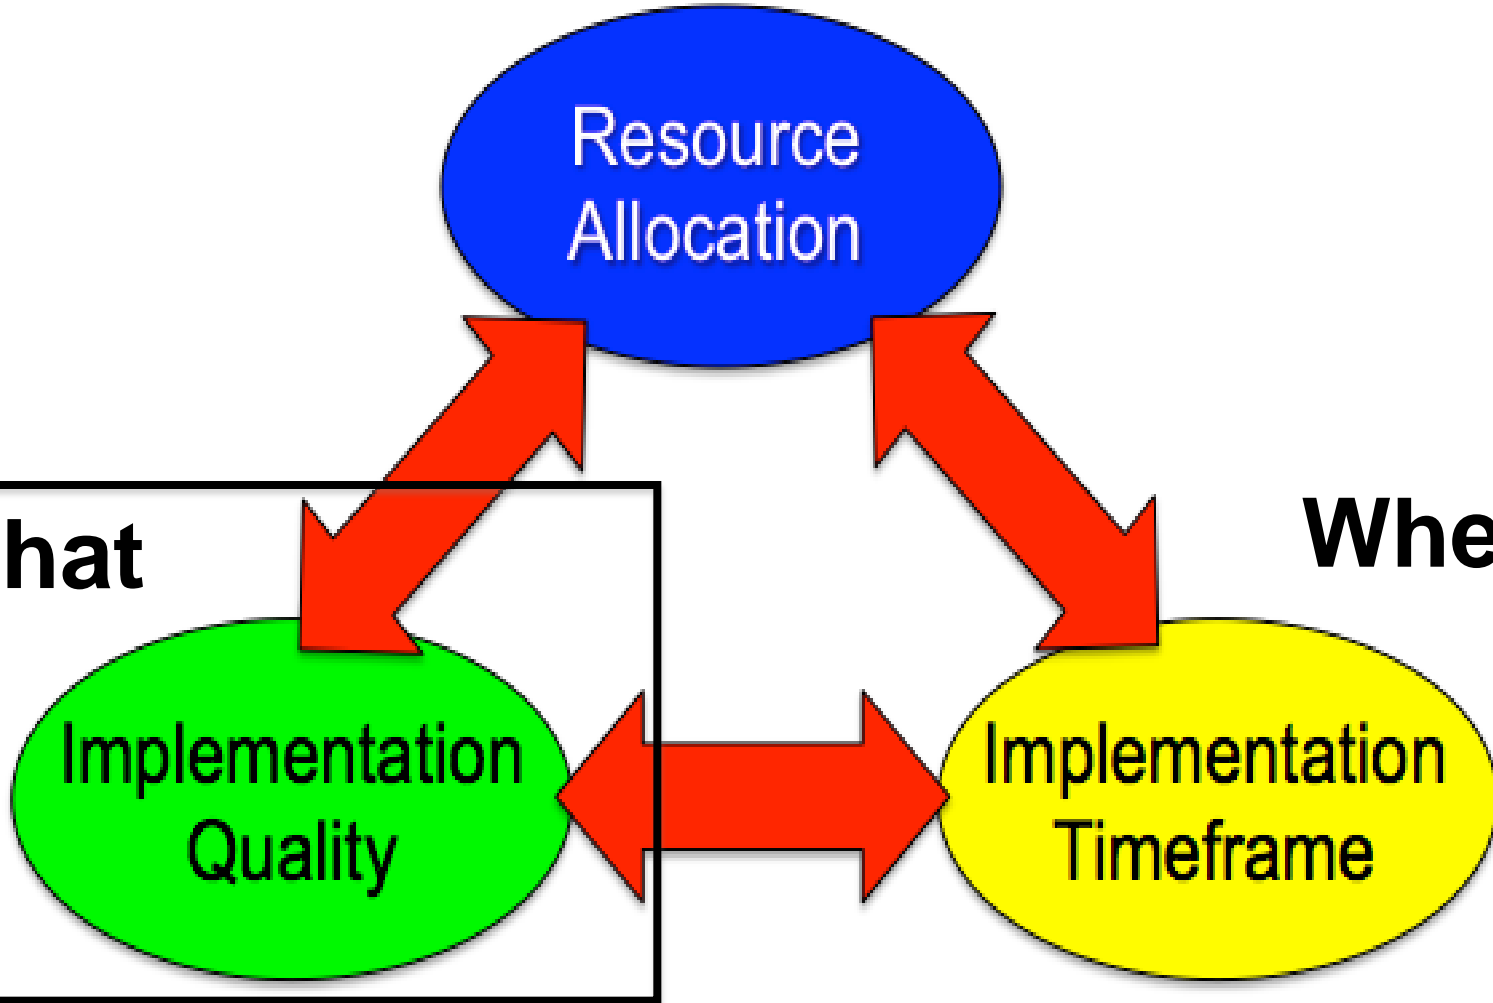 Resource
Allocation
hat
Whe
Implementation
Quality
Implementation
Timeframe